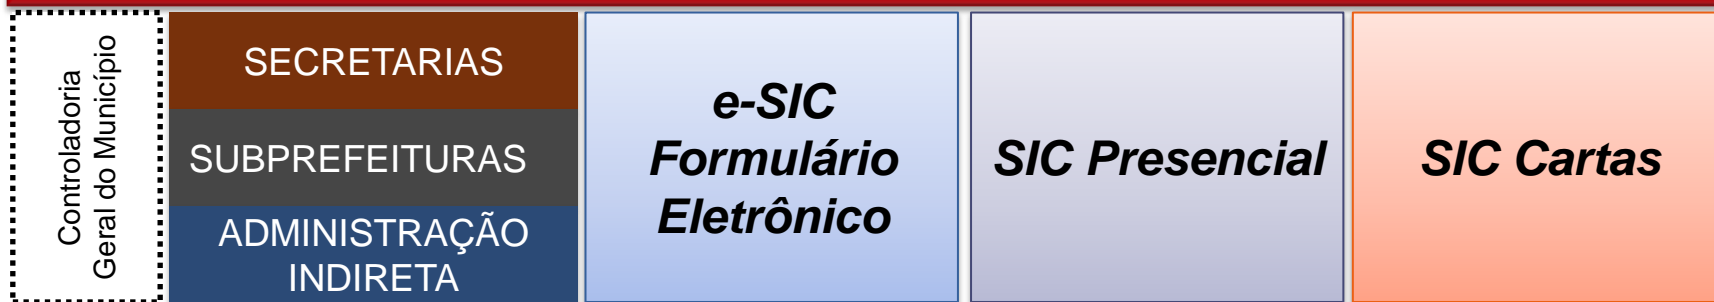 Controladoria
Geral do Município
SECRETARIAS
SUBPREFEITURAS
ADMINISTRAÇÃO
INDIRETA
e-SIC
Formulário
Eletrônico
SIC Presencial
SIC Cartas